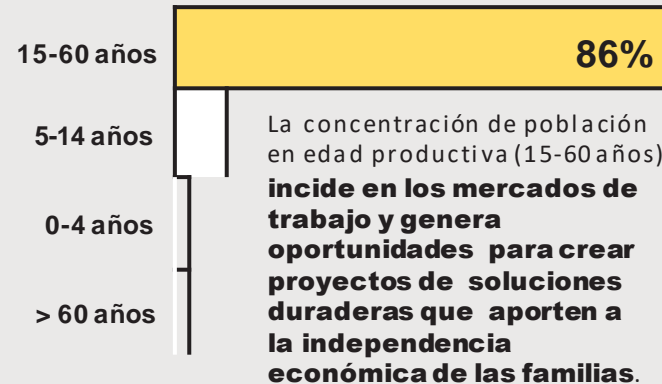 15-60 años
86%
5-14 años
0-4 años
> 60 años
La concentración de población
en edad productiva (15-60 años)
incide en los mercados de
trabajo y genera
oportunidades para crear
proyectos de soluciones
duraderas que aporten a
la independencia
económica de las familias.